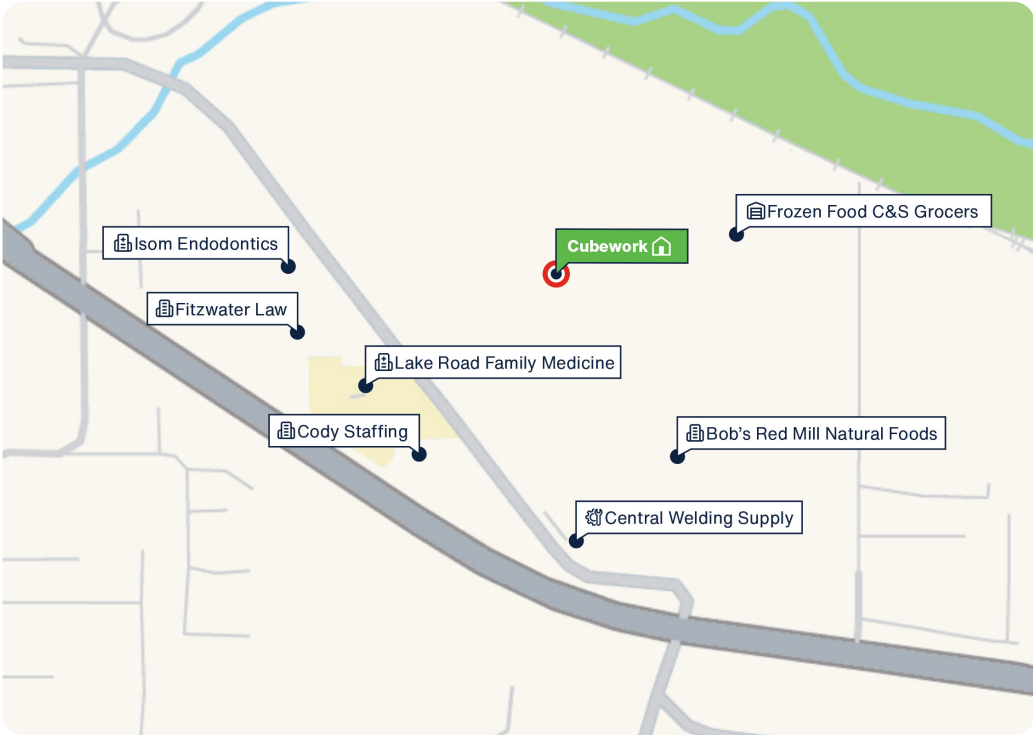 Frozen Food C&S Grocers
Isom Endodontics
Cubework
Fitzwater Law
Lake Road Family Medicine
Cody Staffing
Bob’s Red Mill Natural Foods
Central Welding Supply